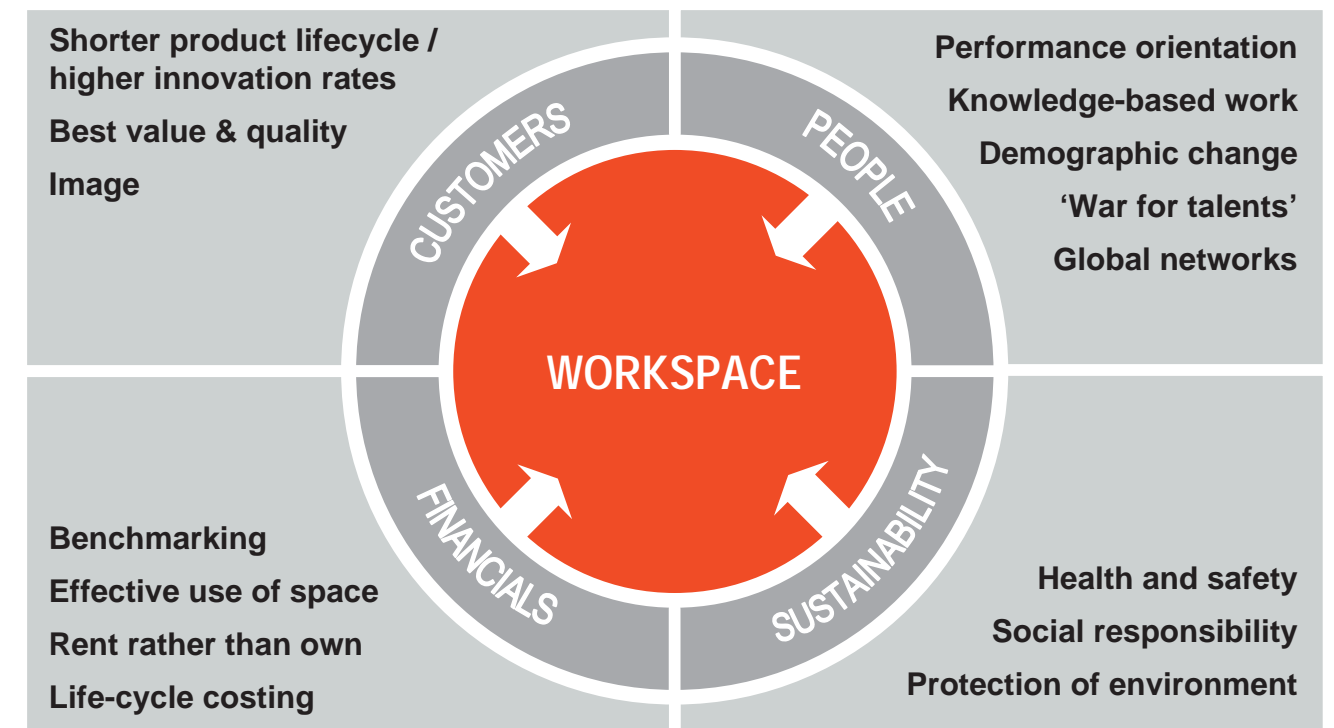 Shorter product lifecycle /
higher innovation rates
Best value & quality
Image
CUSTOMERS
PEOPLE
Performance orientation
Knowledge-based work
Demographic change
‘War for talents’
Global networks
WORKSPACE
Benchmarking
Effective use of space
Rent rather than own
Life-cycle costing
FINANCIALS
SUSTAINABILITY
Health and safety
Social responsibility
Protection of environment